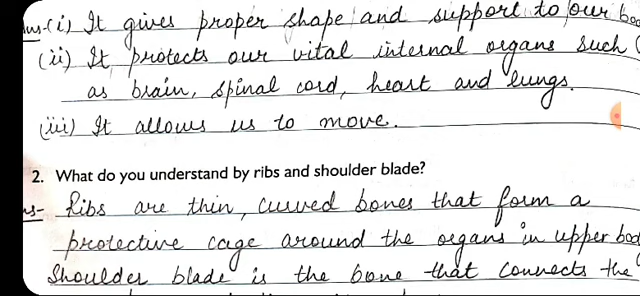 Ans-(i) It gives proper shape and support to our
(ii) It protects our vital internal organs such
as brain, spinal cord, heart and lungs.
(iii) It allows us to move.
2. What do you understand by ribs and shoulder blade?
Ribs are thin, curved bones that form a
protective cage around the organs in upper
Shoulder blade is the bone that connects the